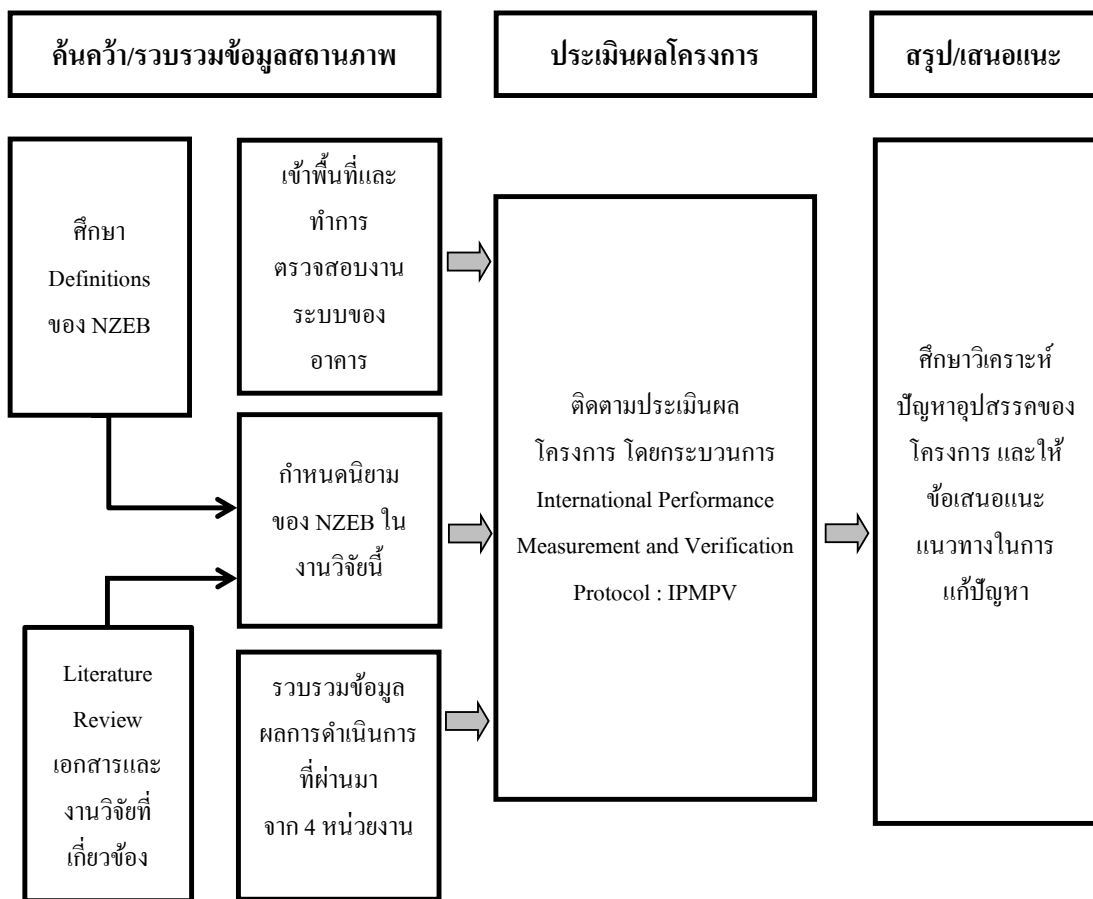 ค้นคว้า/รวบรวมข้อมูลสถานภาพ
ประเมินผลโครงการ
สรุป/เสนอแนะ
ศึกษา
Definitions
ของ NZEB
เข้าพื้นที่และ
ทำการ
ตรวจสอบงาน
ระบบของ
อาคาร
กำหนดนิยาม
ของ NZEB ใน
งานวิจัยนี้
Literature
Review
เอกสารและ
งานวิจัยที่
เกี่ยวข้อง
รวบรวมข้อมูล
ผลการดำเนินการ
ที่ผ่านมา
จาก 4 หน่วยงาน
ติดตามประเมินผล
โครงการ โดยกระบวนการ
International Performance
Measurement and Verification
Protocol : IPMPV
ศึกษาวิเคราะห์
ปัญหาอุปสรรคของ
โครงการ และให้
ข้อเสนอแนะ
แนวทางในการ
แก้ปัญหา